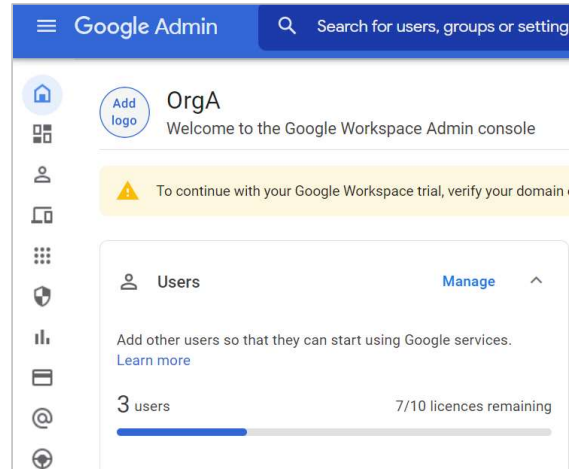 Google Admin
Search for users, groups or setting
Add
logo
OrgA
Welcome to the Google Workspace Admin console
To continue with your Google Workspace trial, verify your domain
Users
Manage
Add other users so that they can start using Google services.
Learn more
3 users
7/10 licences remaining